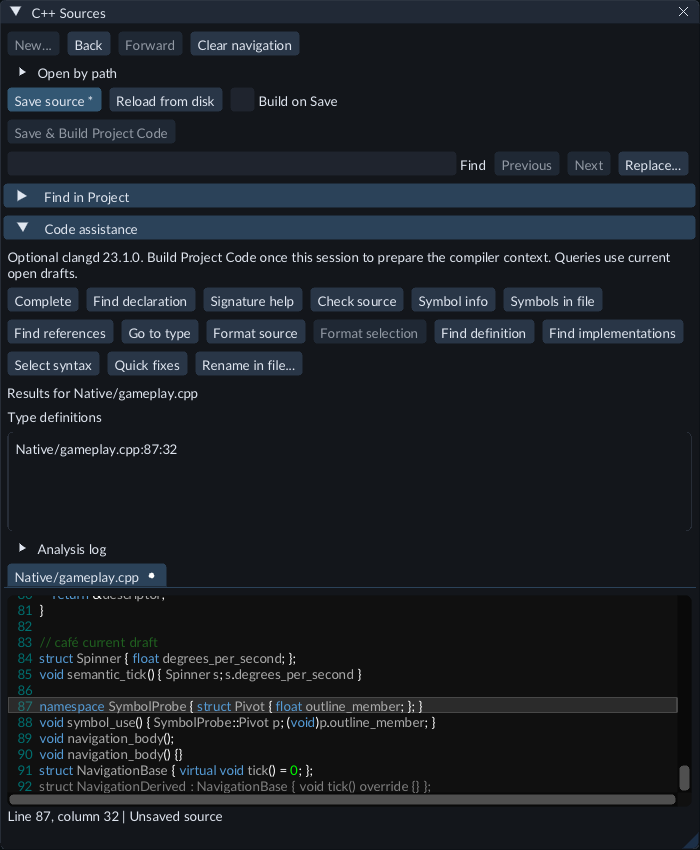 C++ Sources
New... Back Forward Clear navigation
Open by path
Save source * Reload from disk Build on Save
Save & Build Project Code
Find Previous Next Replace...
Find in Project
Code assistance
Optional clangd 23.1.0. Build Project Code once this session to prepare the compiler context. Queries use current
open drafts.
Complete Find declaration Signature help Check source Symbol info Symbols in file
Find references Go to type Format source Format selection Find definition Find implementations
Select syntax Quick fixes Rename in file...
Results for Native/gameplay.cpp
Type definitions
Native/gameplay.cpp:87:32
Analysis log
Native/gameplay.cpp
80 return &descriptor;
81 }
82
83 // café current draft
84 struct Spinner { float degrees_per_second; };
85 void semantic_tick() { Spinner s; s.degrees_per_second }
86
87 namespace SymbolProbe { struct Pivot { float outline_member; }; }
88 void symbol_use() { SymbolProbe::Pivot p; (void)p.outline_member; }
89 void navigation_body();
90 void navigation_body() {}
91 struct NavigationBase { virtual void tick() = 0; };
92 struct NavigationDerived : NavigationBase { void tick() override {} };
Line 87, column 32 | Unsaved source